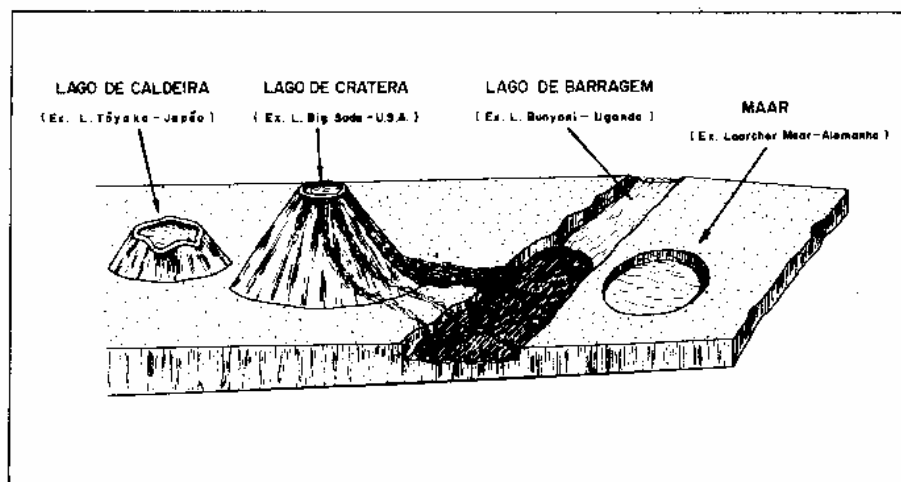 LAGO DE CALDEIRA
( Ex. L. Tôyako - Japão )
LAGO DE CRATERA
( Ex. L. Big Soda - U.S.A. )
LAGO DE BARRAGEM
( Ex. L. Bunyoni - Uganda )
MAAR
( Ex. Laarcher Maar - Alemanha )